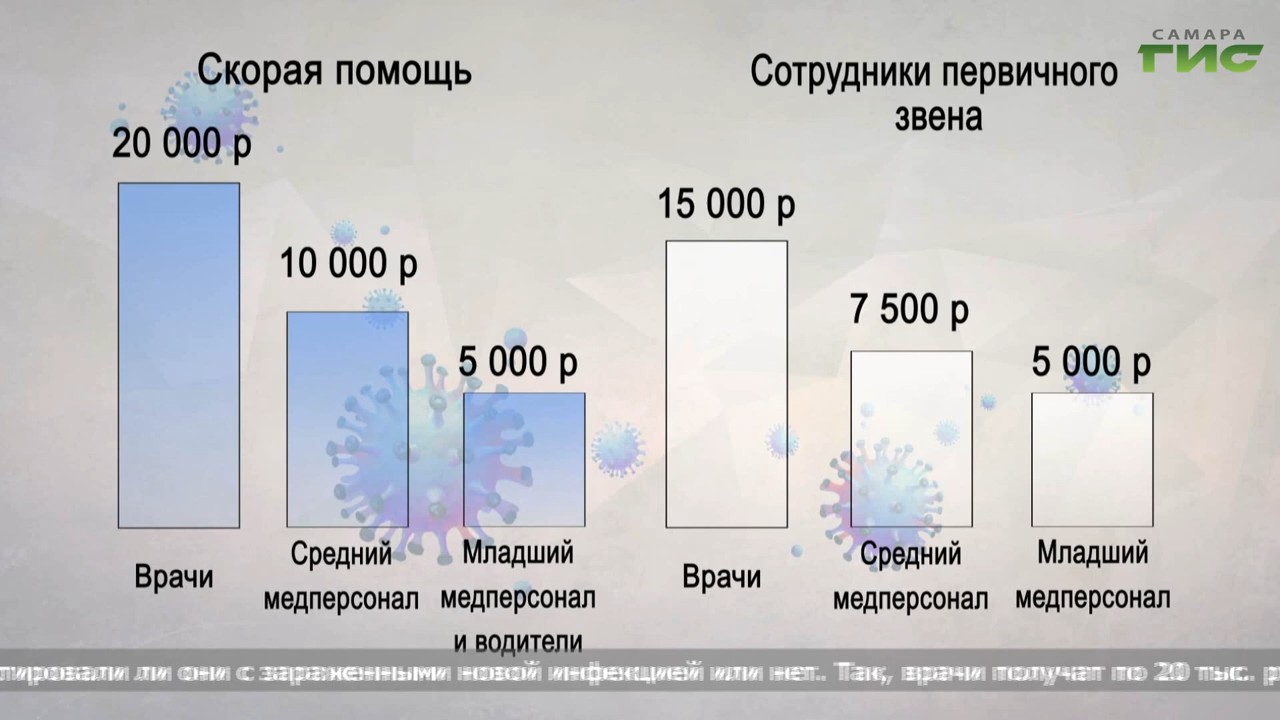 САМАРА
ГИС
Скорая помощь
20 000 р
10 000 р
5 000 р
Врачи
Средний
медперсонал
Младший
медперсонал
и водители
Сотрудники первичного
звена
15 000 р
7 500 р
5 000 р
Врачи
Средний
медперсонал
Младший
медперсонал
ли они с зараженными новой инфекцией или нет.. Так, врачи получат по 20 тыс. р